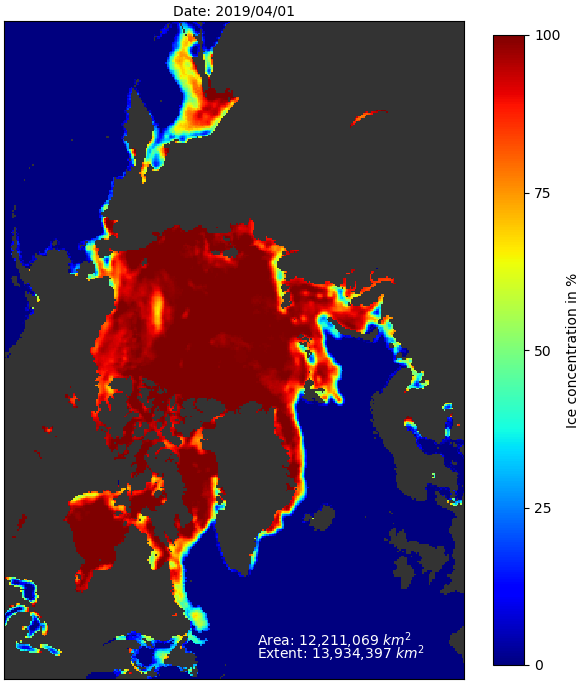 Date: 2019/04/01
100
75
50
25
0
Ice concentration in %
Area: 12,211,069 km²
Extent: 13,934,397 km²